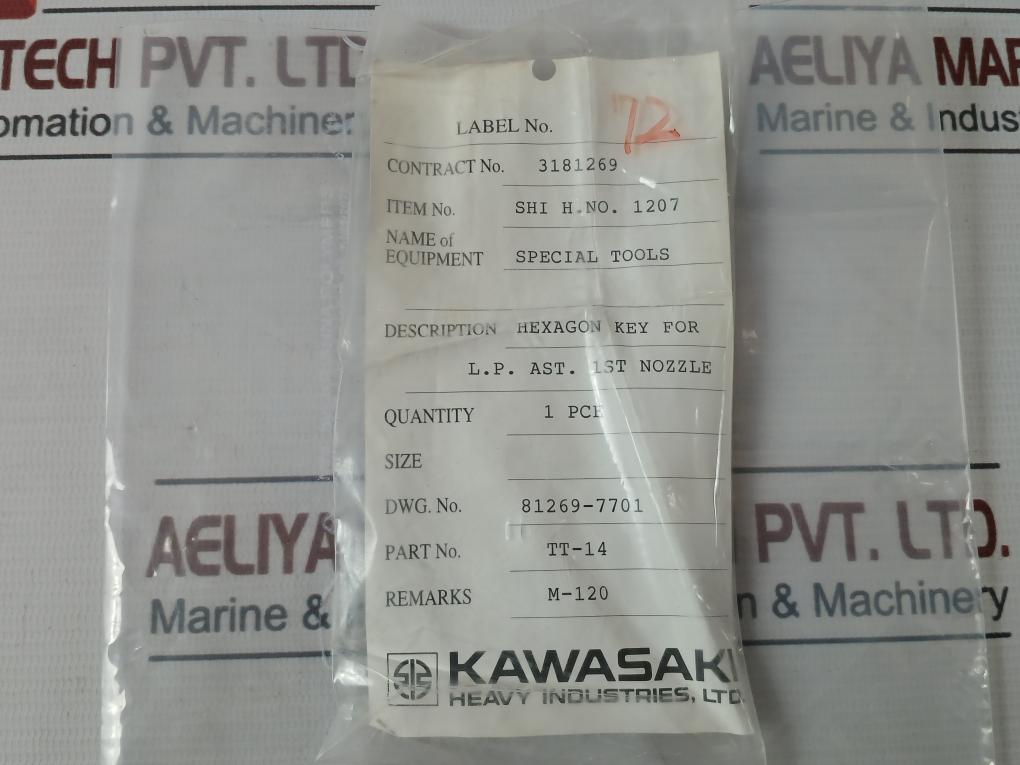 TECH PVT. LTD
omation & Machiner
AELIYA MAR
Marine & Indus
LABEL No. 72
CONTRACT No. 3181269
ITEM No. SHI H.NO. 1207
NAME of
EQUIPMENT SPECIAL TOOLS
DESCRIPTION HEXAGON KEY FOR
L.P. AST. 1ST NOZZLE
QUANTITY 1 PCE
SIZE
DWG. No. 81269-7701
PART No. TT-14
REMARKS M-120
KAWASAKI
HEAVY INDUSTRIES, LTD.
AELIYA
Marine &
PVT. LTD.
n & Machinery